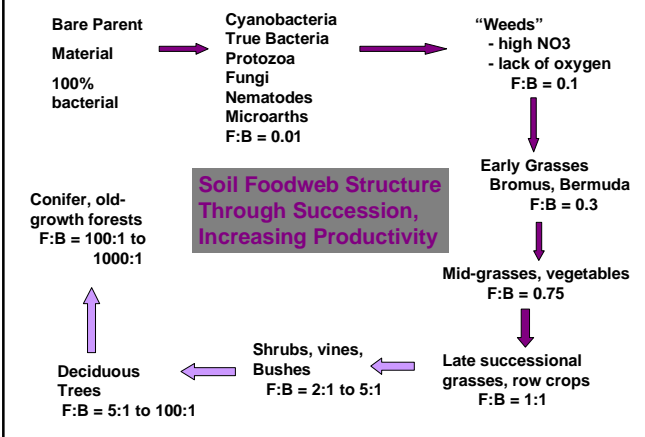 Bare Parent
Material
100%
bacterial
Cyanobacteria
True Bacteria
Protozoa
Fungi
Nematodes
Microarths
F:B = 0.01
“Weeds”
- high NO3
- lack of oxygen
F:B = 0.1
Early Grasses
Bromus, Bermuda
F:B = 0.3
Mid-grasses, vegetables
F:B = 0.75
Late successional
grasses, row crops
F:B = 1:1
Shrubs, vines,
Bushes
F:B = 2:1 to 5:1
Deciduous
Trees
F:B = 5:1 to 100:1
Conifer, old-
growth forests
F:B = 100:1 to
1000:1
Soil Foodweb Structure
Through Succession,
Increasing Productivity